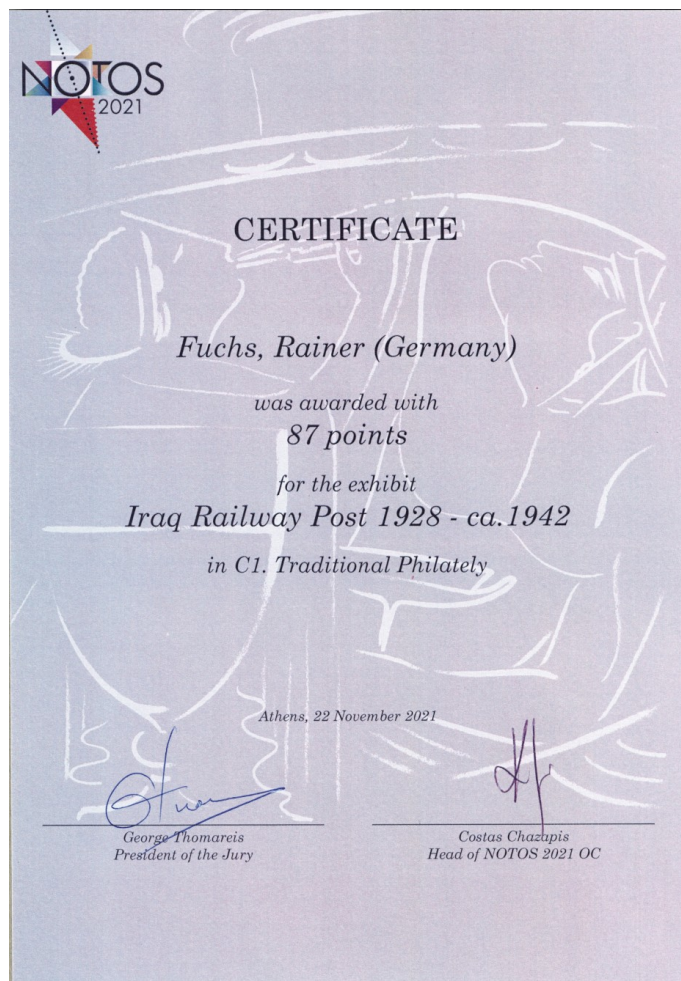 NOTOS
2021
CERTIFICATE
Fuchs, Rainer (Germany)
was awarded with
87 points
for the exhibit
Iraq Railway Post 1928 - ca.1942
in C1. Traditional Philately
Athens, 22 November 2021
George Thomareis
President of the Jury
Costas Chazapis
Head of NOTOS 2021 OC